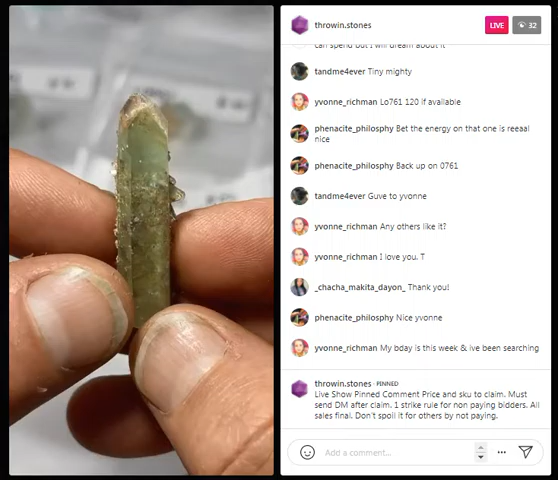 throwin.stones
LIVE
32
can spend but I will dream about it
tandme4ever Tiny mighty
yvonne_richman Lo761 120 if available
phenacite_philosphy Bet the energy on that one is reeaal
nice
phenacite_philosphy Back up on 0761
tandme4ever Guve to yvonne
yvonne_richman Any others like it?
yvonne_richman I love you. T
_chacha_makita_dayon_ Thank you!
phenacite_philosphy Nice yvonne
yvonne_richman My bday is this week & ive been searching
throwin.stones · PINNED
Live Show Pinned Comment Price and sku to claim. Must
send DM after claim. 1 strike rule for non paying bidders. All
sales final. Don't spoil it for others by not paying.
Add a comment...